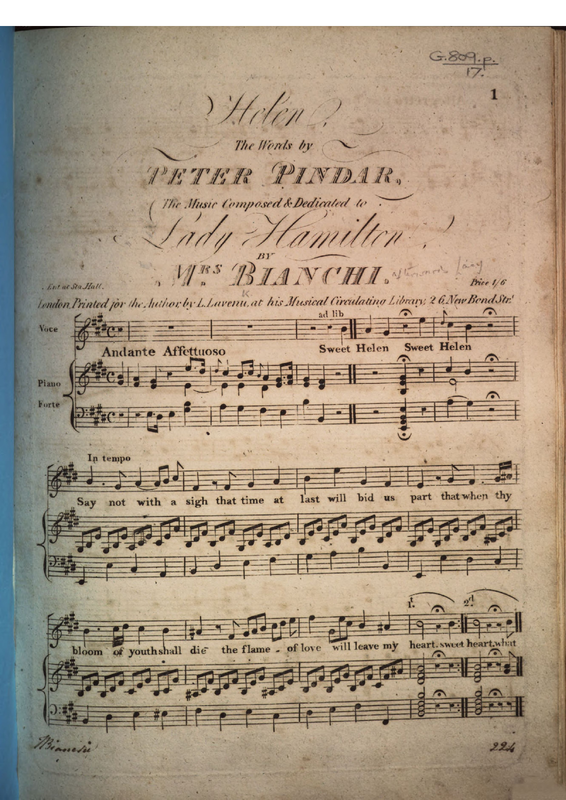 G.809.p.
17.
1
Helen.
The Words by
PETER PINDAR,
The Music Composed & Dedicated to
Lady Hamilton.
BY
MRS BIANCHI.
Ent at Sta. Hall.
Price 1/6
London, Printed for the Author, by L. Lavenu, at his Musical Circulating Library, 26 New Bond Str.
Voce
ad lib
Andante Affettuoso
Sweet Helen Sweet Helen
Piano
Forte
In tempo
Say not with a sigh that time at last will bid us part that when thy
1.
2d
bloom of youth shall die the flame of love will leave my heart. sweet heart. what
Bianchi
224